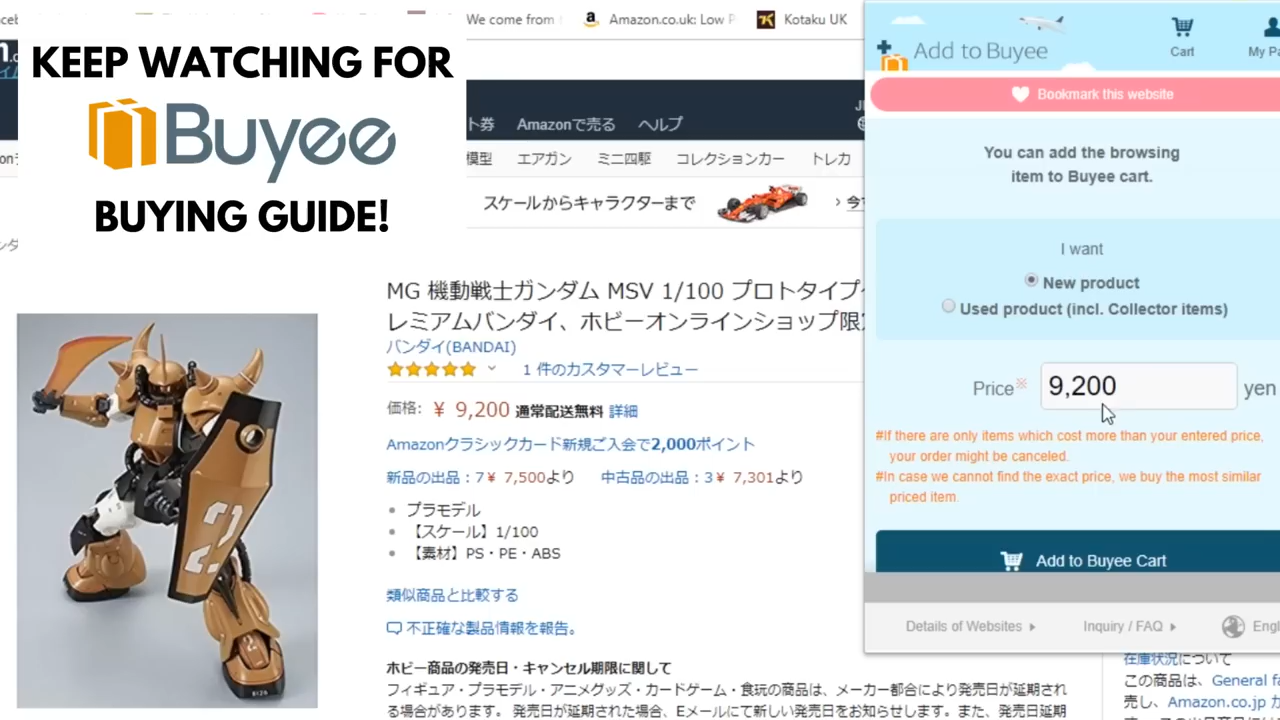 We come from
Amazon.co.uk: Low P
Kotaku UK
KEEP WATCHING FOR
Buyee
BUYING GUIDE!
ト券 Amazonで売る ヘルプ
模型 エアガン ミニ四駆 コレクションカー トレカ
スケールからキャラクターまで
› 今
MG 機動戦士ガンダム MSV 1/100 プロトタイプ
レミアムバンダイ、ホビーオンラインショップ限
バンダイ(BANDAI)
1 件のカスタマーレビュー
価格: ¥ 9,200 通常配送無料 詳細
Amazonクラシックカード新規ご入会で2,000ポイント
新品の出品:7¥ 7,500より 中古品の出品:3¥ 7,301より
プラモデル
【スケール】1/100
【素材】PS・PE・ABS
類似商品と比較する
不正確な製品情報を報告。
ホビー商品の発売日・キャンセル期限に関して
フィギュア・プラモデル・アニメグッズ・カードゲーム・食玩の商品は、メーカー都合により発売日が延期され
る場合があります。 発売日が延期された場合、Eメールにて新しい発売日をお知らせします。また、発売日延期
2
2
Add to Buyee
Cart
My Pa
Bookmark this website
You can add the browsing
item to Buyee cart.
I want
New product
Used product (incl. Collector items)
Price※ 9,200 yen
#If there are only items which cost more than your entered price,
your order might be canceled.
#In case we cannot find the exact price, we buy the most similar
priced item.
Add to Buyee Cart
Details of Websites
Inquiry / FAQ
Engl
在庫状況について
この商品は、General fa
売し、Amazon.co.jp が